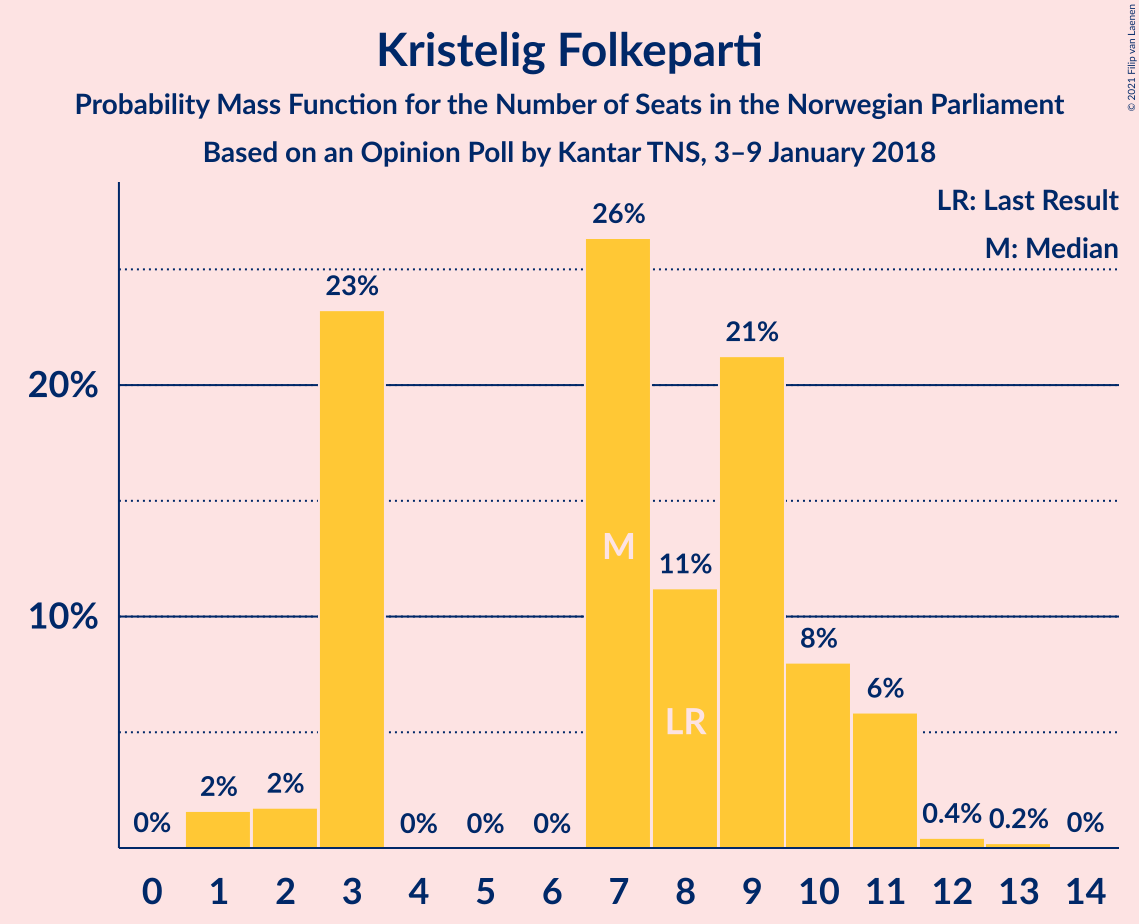 Kristelig Folkeparti
Probability Mass Function for the Number of Seats in the Norwegian Parliament
Based on an Opinion Poll by Kantar TNS, 3–9 January 2018
© 2021 Filip van Laenen
LR: Last Result
M: Median
20%
10%
0%
2%
2%
23%
0%
0%
0%
26%
11%
21%
8%
6%
0.4%
0.2%
0%
M
LR
0 1 2 3 4 5 6 7 8 9 10 11 12 13 14